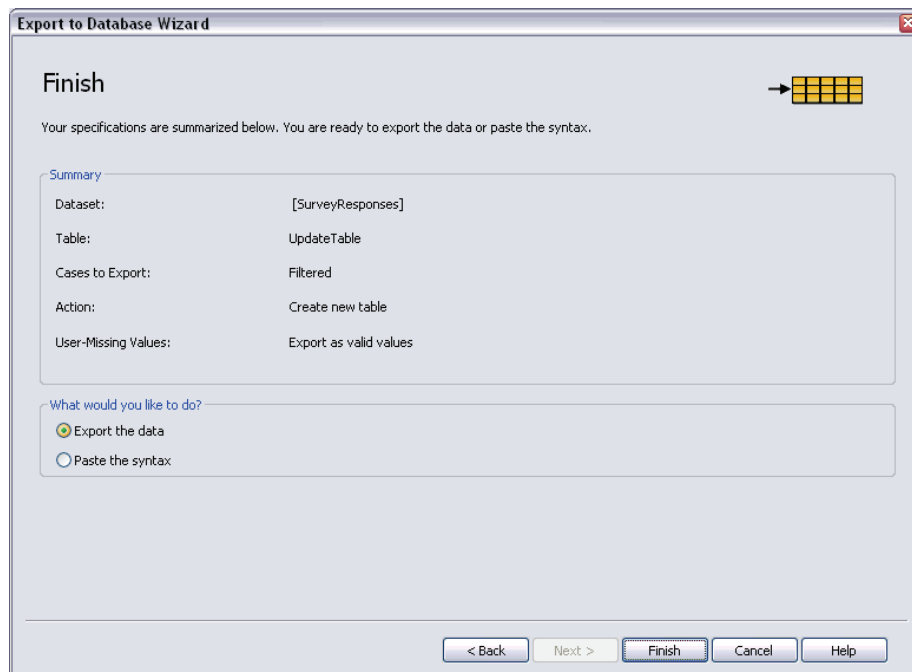 Export to Database Wizard
Finish
Your specifications are summarized below. You are ready to export the data or paste the syntax.
Summary
Dataset: [SurveyResponses]
Table: UpdateTable
Cases to Export: Filtered
Action: Create new table
User-Missing Values: Export as valid values
What would you like to do?
Export the data
Paste the syntax
< Back Next > Finish Cancel Help